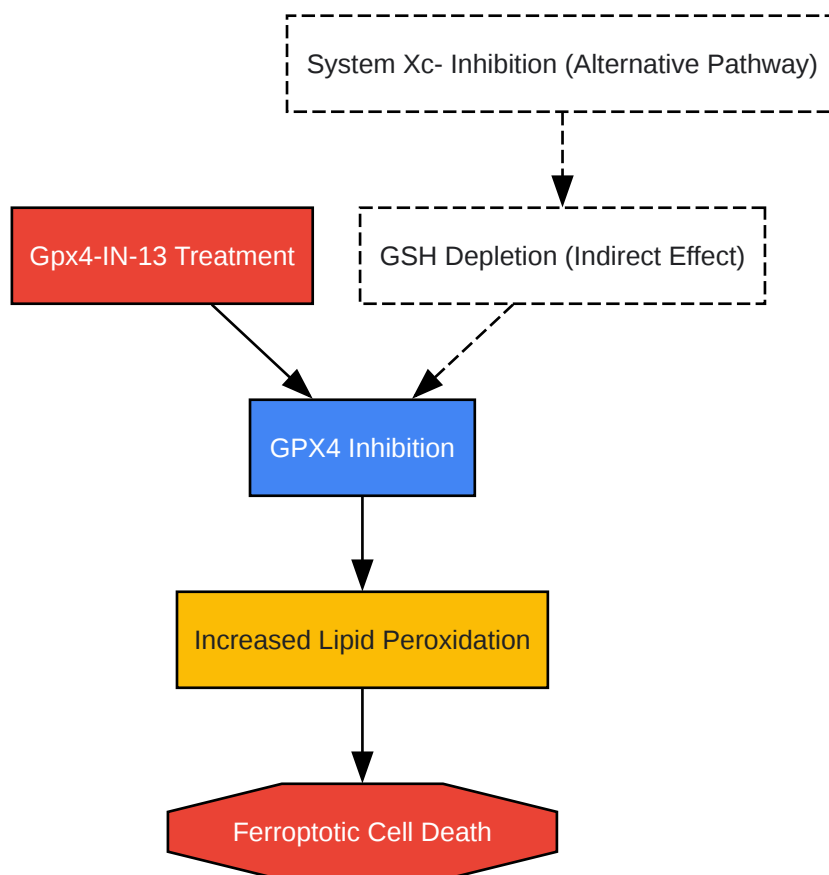 System Xc- Inhibition (Alternative Pathway)
Gpx4-IN-13 Treatment
GSH Depletion (Indirect Effect)
GPX4 Inhibition
Increased Lipid Peroxidation
Ferroptotic Cell Death